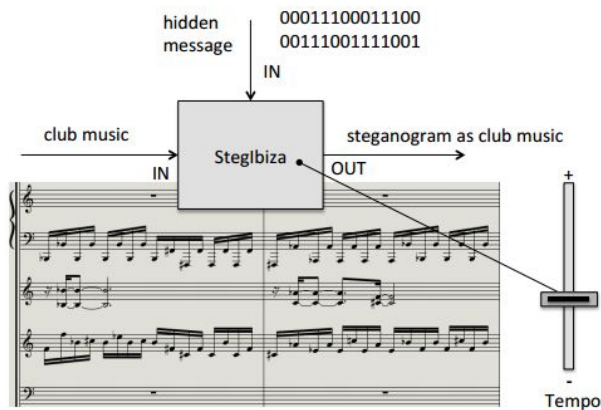 hidden
message
00011100011100
00111001111001
IN
club music
IN
StegIbiza
steganogram as club music
OUT
+
-
Tempo